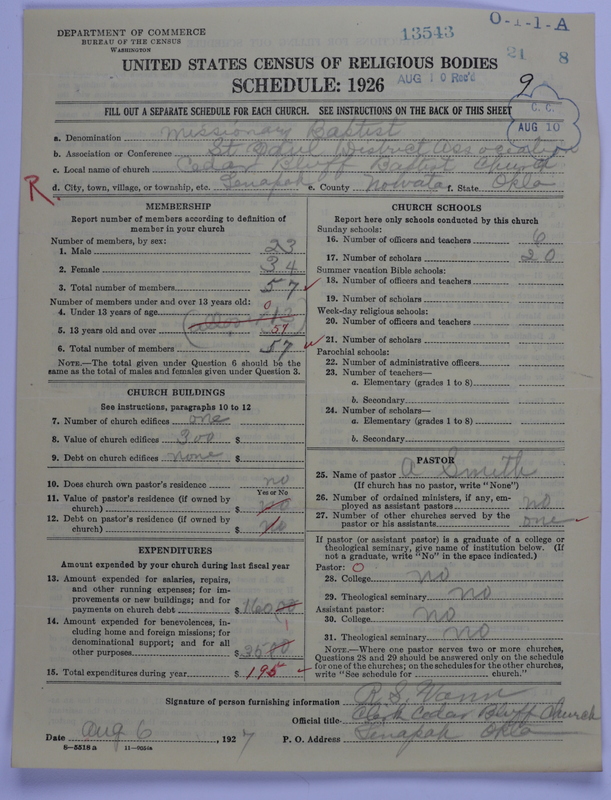 DEPARTMENT OF COMMERCE
BUREAU OF THE CENSUS
WASHINGTON
13543
O-1-1-A
21 8
UNITED STATES CENSUS OF RELIGIOUS BODIES
SCHEDULE: 1926
AUG 10 Rec'd
2
FILL OUT A SEPARATE SCHEDULE FOR EACH CHURCH. SEE INSTRUCTIONS ON THE BACK OF THIS SHEET
C. C.
AUG 10
a. Denomination Missionary Baptist
b. Association or Conference St Paul District Association
c. Local name of church Cedar Bluff Baptist Church
R
d. City, town, village, or township, etc. Lenapah e. County Nowata f. State Okla
MEMBERSHIP
Report number of members according to definition of member in your church
Number of members, by sex:
1. Male 23
2. Female 34
3. Total number of members 57
Number of members under and over 13 years old:
4. Under 13 years of age 0
5. 13 years old and over 57
6. Total number of members 57
NOTE.—The total given under Question 6 should be the same as the total of males and females given under Question 3.
CHURCH BUILDINGS
See instructions, paragraphs 10 to 12
7. Number of church edifices one
8. Value of church edifices 300 $
9. Debt on church edifices none $
10. Does church own pastor's residence no
Yes or No
11. Value of pastor's residence (if owned by church) $ no
12. Debt on pastor's residence (if owned by church) $ no
EXPENDITURES
Amount expended by your church during last fiscal year
13. Amount expended for salaries, repairs, and other running expenses; for improvements or new buildings; and for payments on church debt $ 160 00
14. Amount expended for benevolences, including home and foreign missions; for denominational support; and for all other purposes $ 35 00
15. Total expenditures during year $ 195
CHURCH SCHOOLS
Report here only schools conducted by this church
Sunday schools:
16. Number of officers and teachers 6
17. Number of scholars 20
Summer vacation Bible schools:
18. Number of officers and teachers
19. Number of scholars
Week-day religious schools:
20. Number of officers and teachers
21. Number of scholars
Parochial schools:
22. Number of administrative officers
23. Number of teachers—
a. Elementary (grades 1 to 8)
b. Secondary
24. Number of scholars—
a. Elementary (grades 1 to 8)
b. Secondary
PASTOR
25. Name of pastor A Smith
(If church has no pastor, write "None")
26. Number of ordained ministers, if any, employed as assistant pastors no
27. Number of other churches served by the pastor or his assistants one
If pastor (or assistant pastor) is a graduate of a college or theological seminary, give name of institution below. (If not a graduate, write "No" in the space indicated.)
Pastor: O
28. College no
29. Theological seminary no
Assistant pastor:
30. College no
31. Theological seminary no
NOTE.—Where one pastor serves two or more churches, Questions 28 and 29 should be answered only on the schedule for one of the churches; on the schedules for the other churches, write "See schedule for church."
Signature of person furnishing information R. S. Vann
Official title Clerk Cedar Bluff Church
Date Aug 6, 1927 P. O. Address Lenapah Okla
6-5518 a 11-9054a